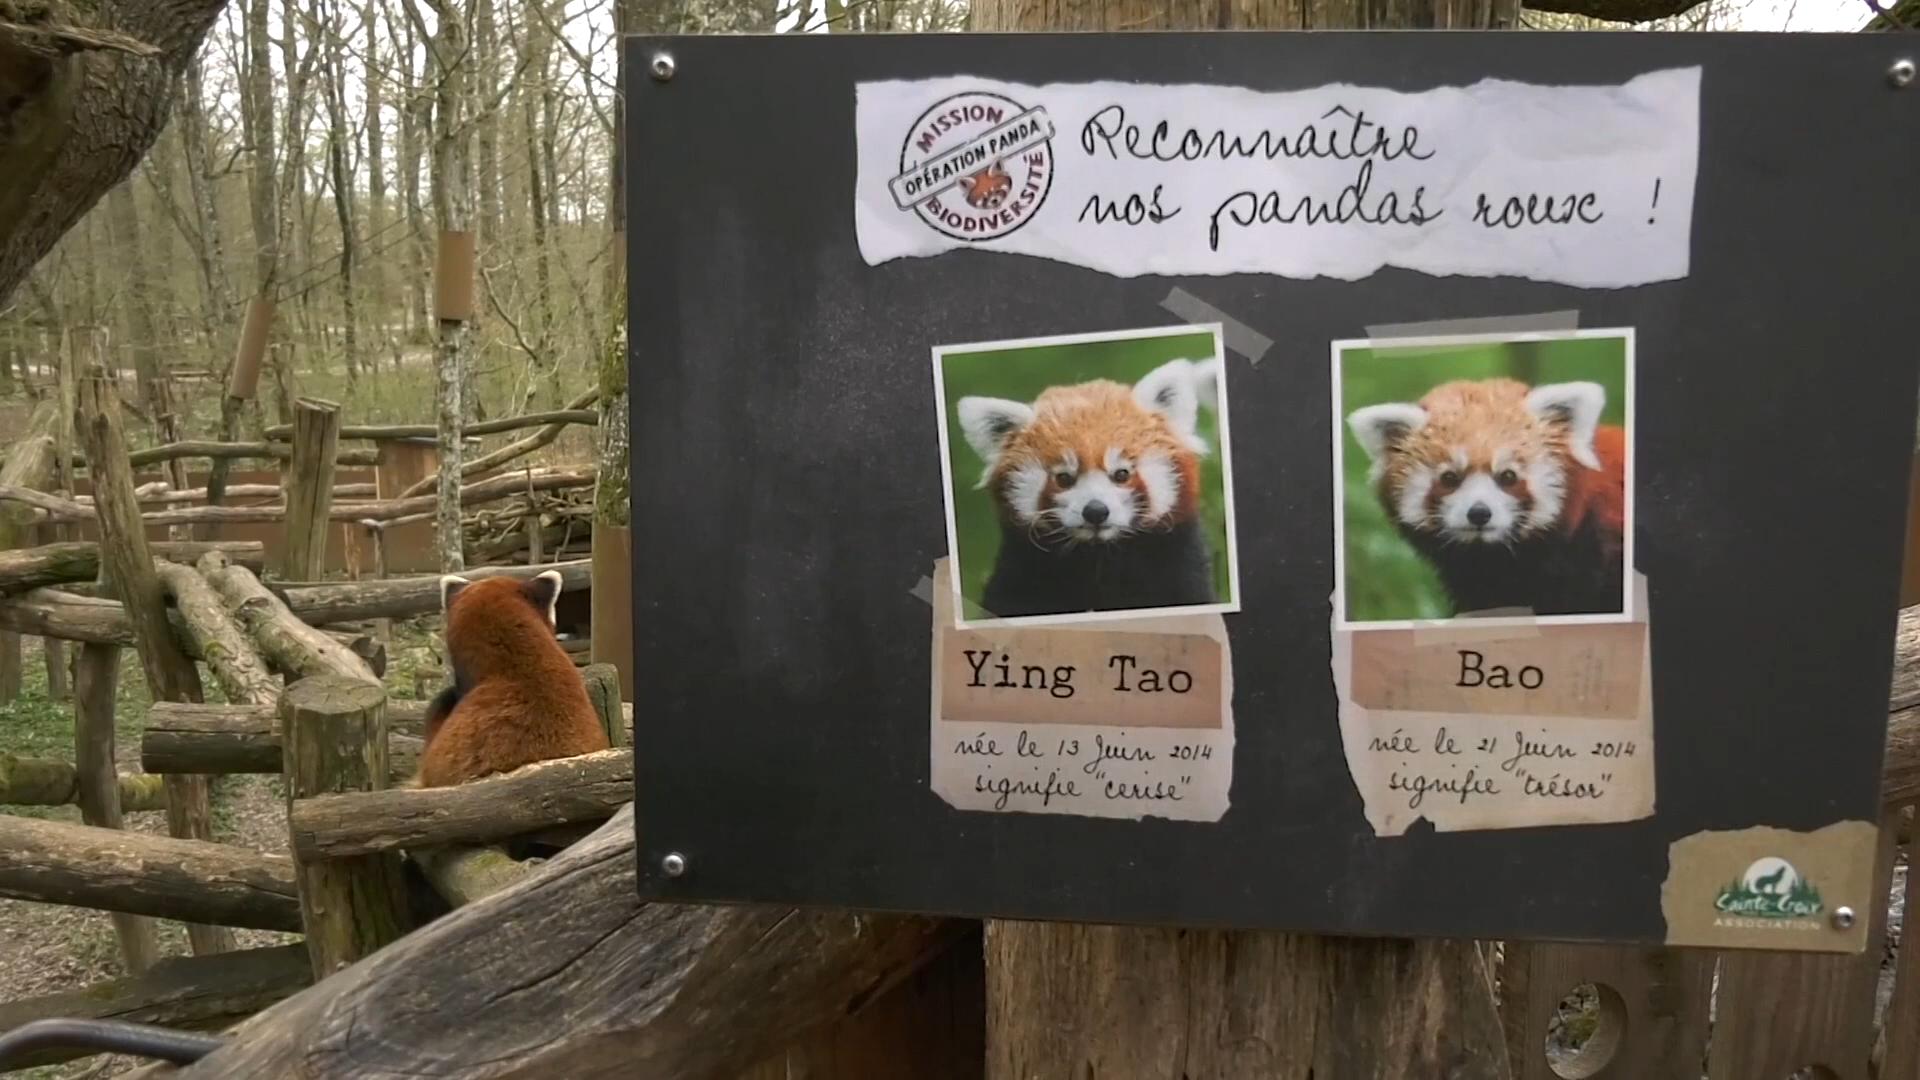 MISSION
OPÉRATION PANDA
BIODIVERSITÉ
Reconnaître
nos pandas roux !
Ying Tao
née le 13 Juin 2014
signifie "cerise"
Bao
née le 21 Juin 2014
signifie "trésor"
Sainte-Croix
ASSOCIATION